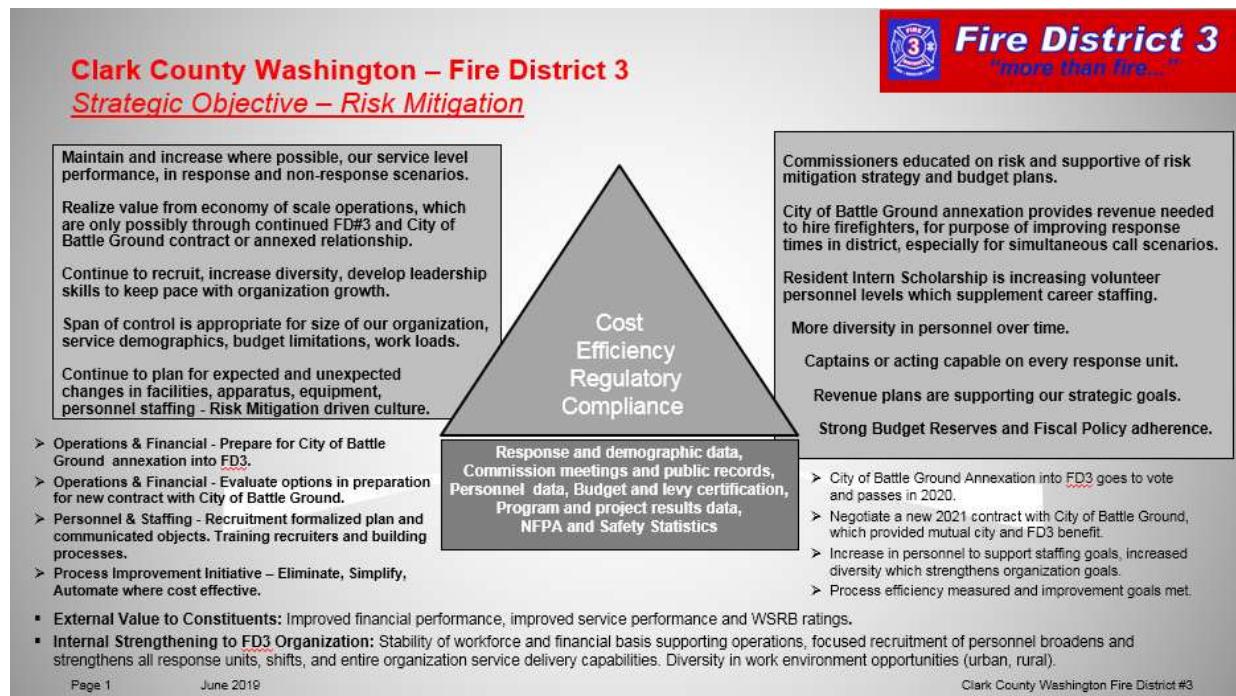 FIRE
3
Fire District 3
"more than fire..."
Clark County Washington – Fire District 3
Strategic Objective – Risk Mitigation
Maintain and increase where possible, our service level
performance, in response and non-response scenarios.
Realize value from economy of scale operations, which
are only possibly through continued FD#3 and City of
Battle Ground contract or annexed relationship.
Continue to recruit, increase diversity, develop leadership
skills to keep pace with organization growth.
Span of control is appropriate for size of our organization,
service demographics, budget limitations, work loads.
Continue to plan for expected and unexpected
changes in facilities, apparatus, equipment,
personnel staffing - Risk Mitigation driven culture.
Cost
Efficiency
Regulatory
Compliance
Commissioners educated on risk and supportive of risk
mitigation strategy and budget plans.
City of Battle Ground annexation provides revenue needed
to hire firefighters, for purpose of improving response
times in district, especially for simultaneous call scenarios.
Resident Intern Scholarship is increasing volunteer
personnel levels which supplement career staffing.
More diversity in personnel over time.
Captains or acting capable on every response unit.
Revenue plans are supporting our strategic goals.
Strong Budget Reserves and Fiscal Policy adherence.
➢ Operations & Financial - Prepare for City of Battle
Ground annexation into FD3.
➢ Operations & Financial - Evaluate options in preparation
for new contract with City of Battle Ground.
➢ Personnel & Staffing - Recruitment formalized plan and
communicated objects. Training recruiters and building
processes.
➢ Process Improvement Initiative – Eliminate, Simplify,
Automate where cost effective.
Response and demographic data,
Commission meetings and public records,
Personnel data, Budget and levy certification,
Program and project results data,
NFPA and Safety Statistics
➢ City of Battle Ground Annexation into FD3 goes to vote
and passes in 2020.
➢ Negotiate a new 2021 contract with City of Battle Ground,
which provided mutual city and FD3 benefit.
➢ Increase in personnel to support staffing goals, increased
diversity which strengthens organization goals.
➢ Process efficiency measured and improvement goals met.
▪ External Value to Constituents: Improved financial performance, improved service performance and WSRB ratings.
▪ Internal Strengthening to FD3 Organization: Stability of workforce and financial basis supporting operations, focused recruitment of personnel broadens and
strengthens all response units, shifts, and entire organization service delivery capabilities. Diversity in work environment opportunities (urban, rural).
Page 1 June 2019 Clark County Washington Fire District #3